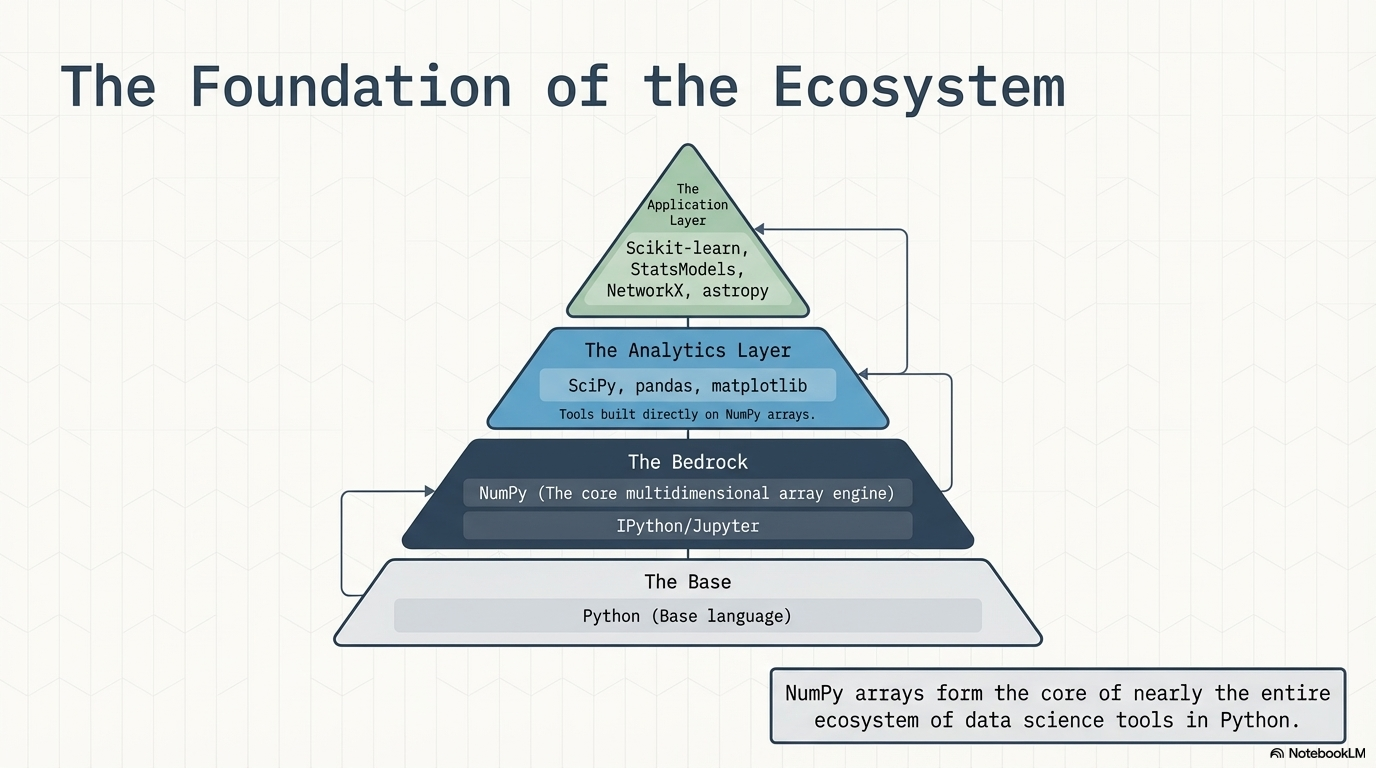 The Foundation of the Ecosystem
The
Application
Layer
Scikit-learn,
StatsModels,
NetworkX, astropy
The Analytics Layer
SciPy, pandas, matplotlib
Tools built directly on NumPy arrays.
The Bedrock
NumPy (The core multidimensional array engine)
IPython/Jupyter
The Base
Python (Base language)
NumPy arrays form the core of nearly the entire
ecosystem of data science tools in Python.
NotebookLM